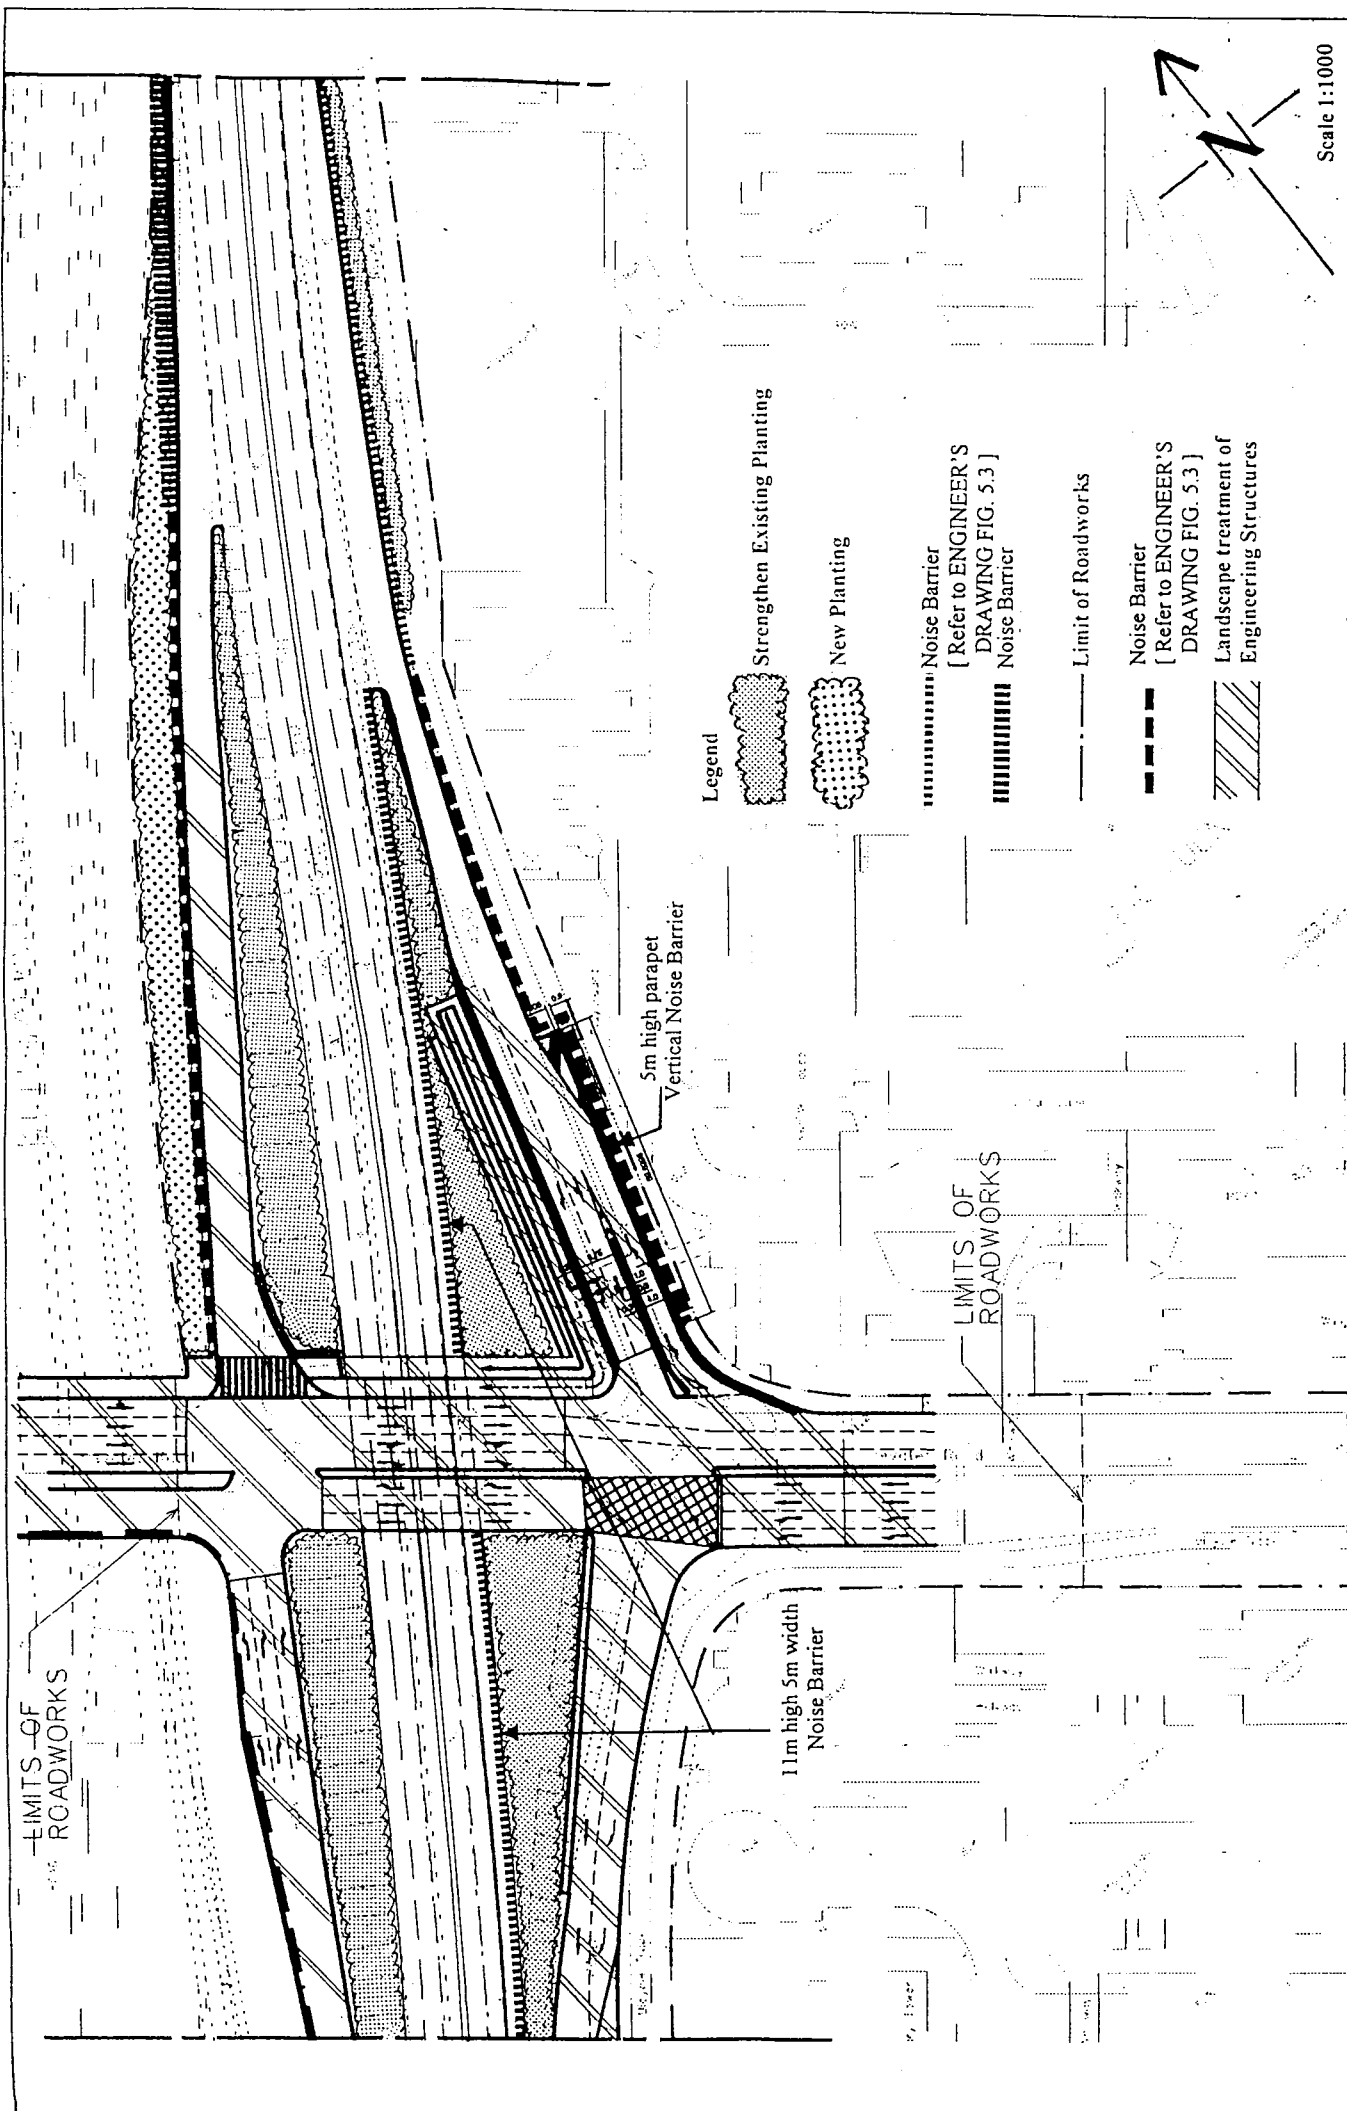 LIMITS OF
ROADWORKS
11m high 5m width
Noise Barrier
5m high parapet
Vertical Noise Barrier
LIMITS OF
ROADWORKS
Legend
Strengthen Existing Planting
New Planting
Noise Barrier
[ Refer to ENGINEER'S
DRAWING FIG. 5.3 ]
Noise Barrier
Limit of Roadworks
Noise Barrier
[ Refer to ENGINEER'S
DRAWING FIG. 5.3 ]
Landscape treatment of
Engineering Structures
N
Scale 1:1000